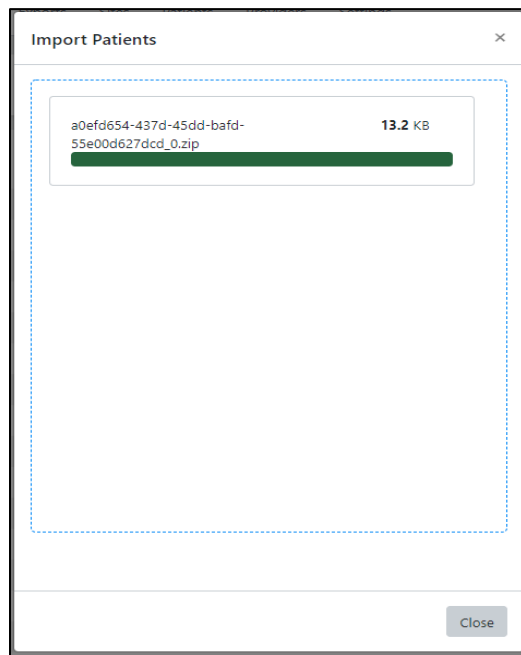 Import Patients ×
a0efd654-437d-45dd-bafd- 13.2 KB
55e00d627dcd_0.zip
Close